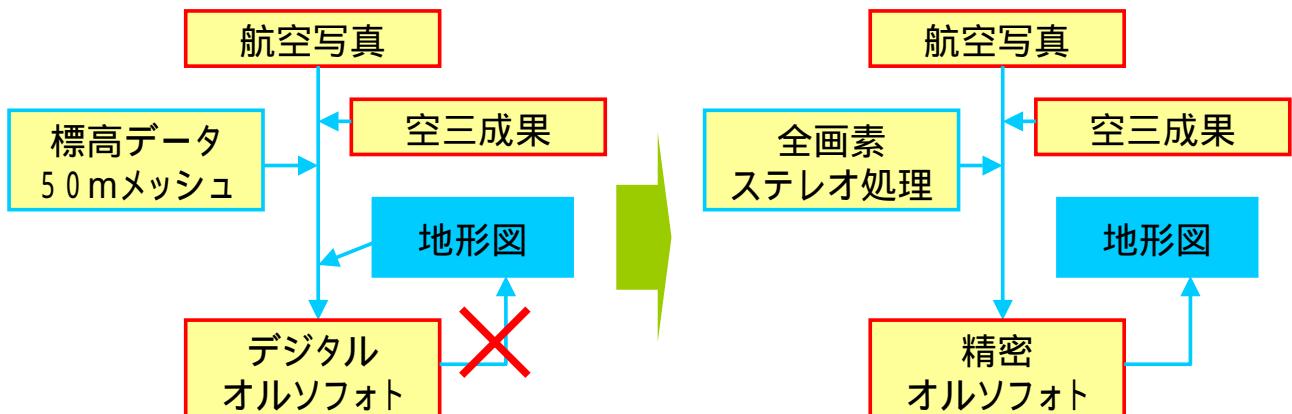 航空写真
空三成果
標高データ
５０ｍメッシュ
地形図
デジタル
オルソフォト
航空写真
空三成果
全画素
ステレオ処理
地形図
精密
オルソフォト